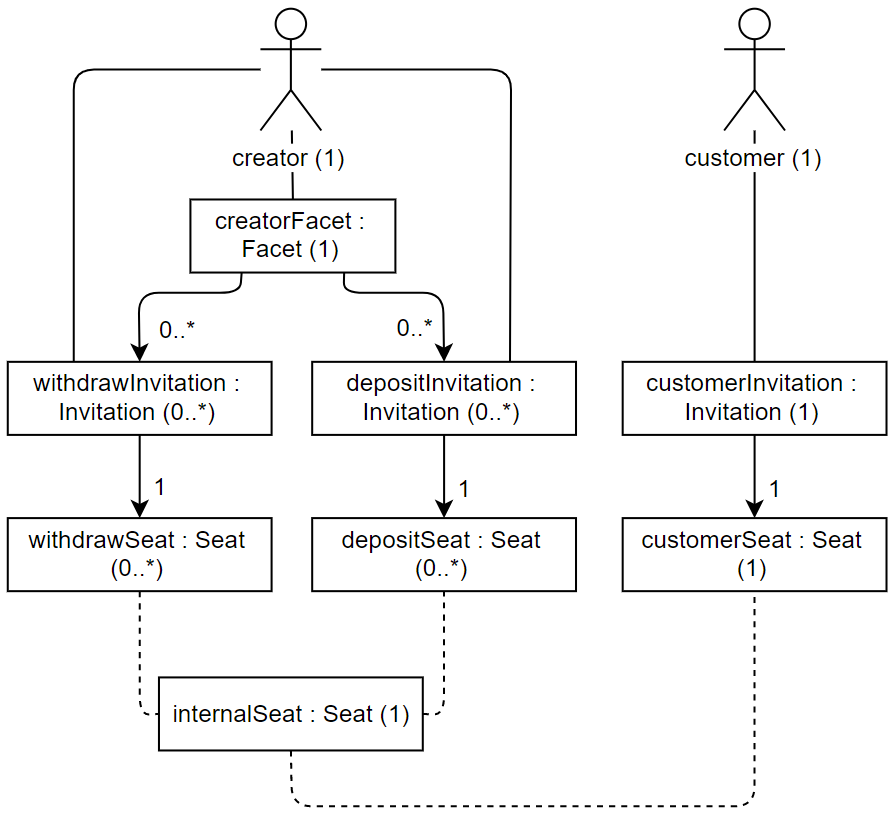 creator (1)
customer (1)
creatorFacet :
Facet (1)
0..*
0..*
withdrawInvitation :
Invitation (0..*)
depositInvitation :
Invitation (0..*)
customerInvitation :
Invitation (1)
1
1
1
withdrawSeat : Seat
(0..*)
depositSeat : Seat
(0..*)
customerSeat : Seat
(1)
internalSeat : Seat (1)